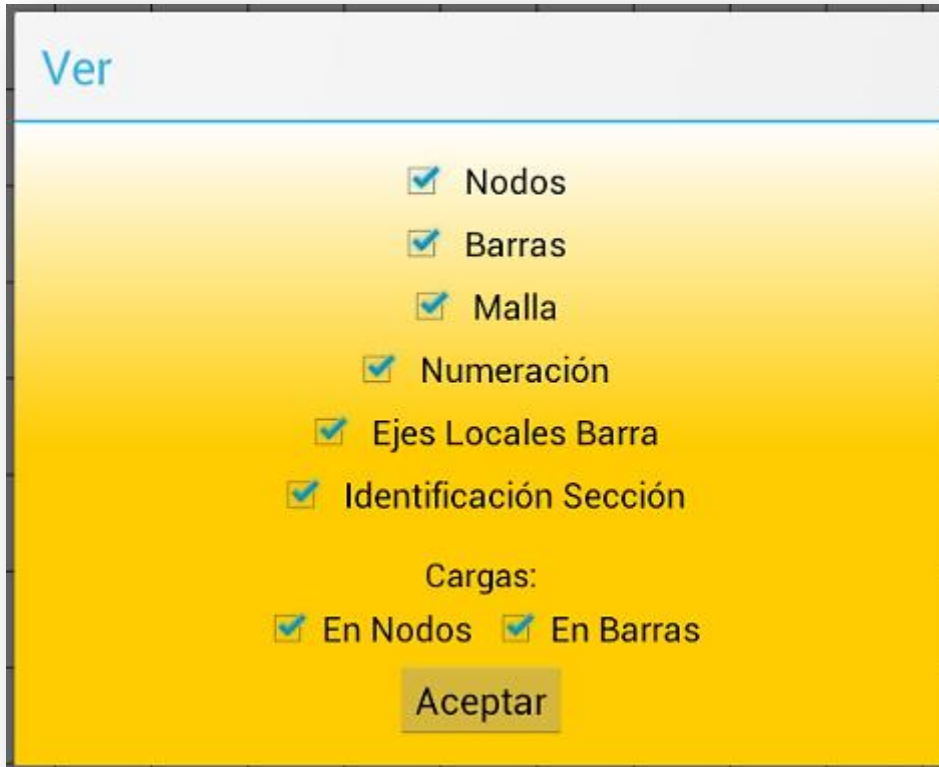 Ver
Nodos
Barras
Malla
Numeración
Ejes Locales Barra
Identificación Sección
Cargas:
En Nodos En Barras
Aceptar